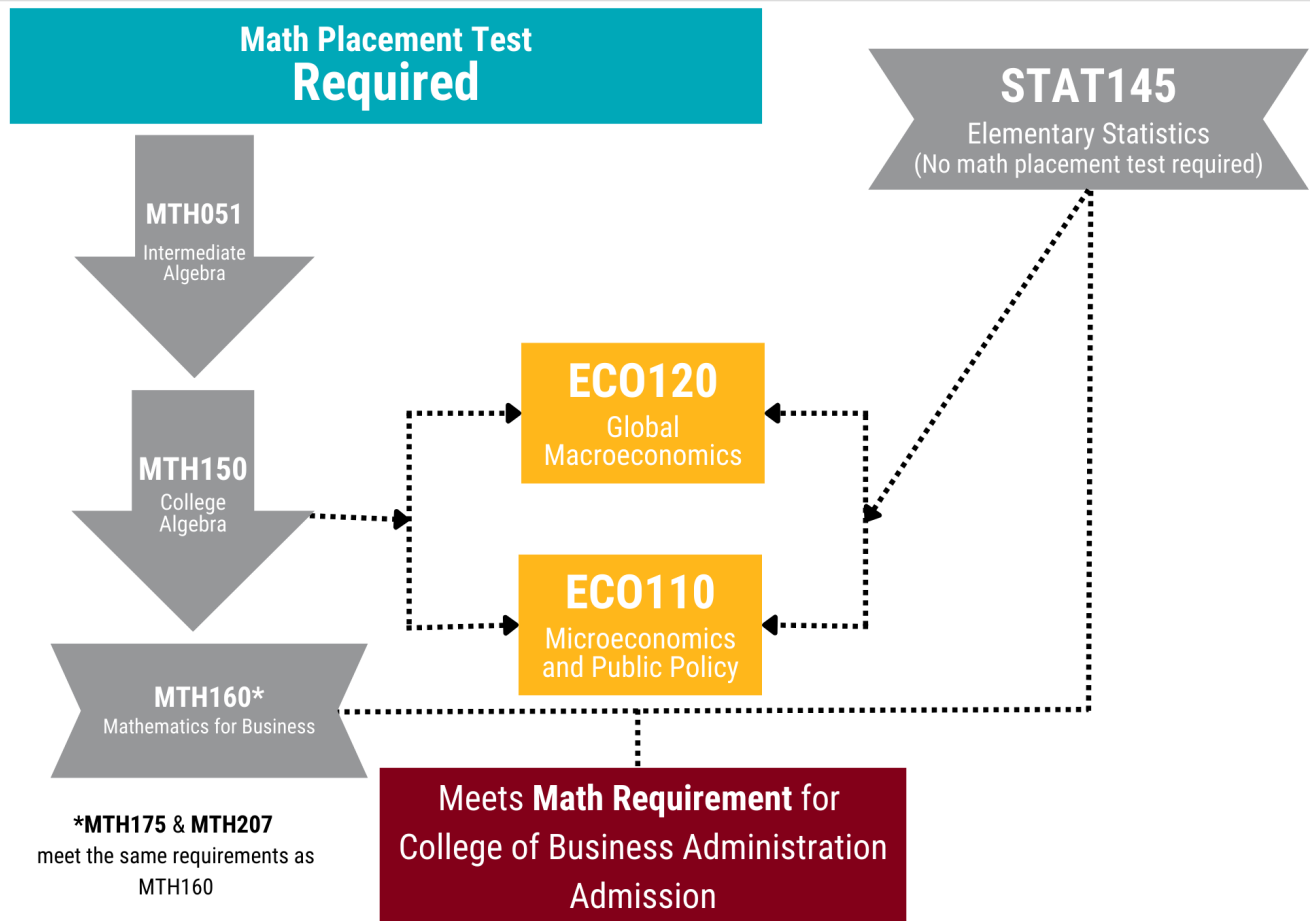 Math Placement Test
Required
STAT145
Elementary Statistics
(No math placement test required)
MTH051
Intermediate
Algebra
ECO120
Global
Macroeconomics
MTH150
College
Algebra
ECO110
Microeconomics
and Public Policy
MTH160*
Mathematics for Business
*MTH175 & MTH207
meet the same requirements as
MTH160
Meets Math Requirement for
College of Business Administration
Admission